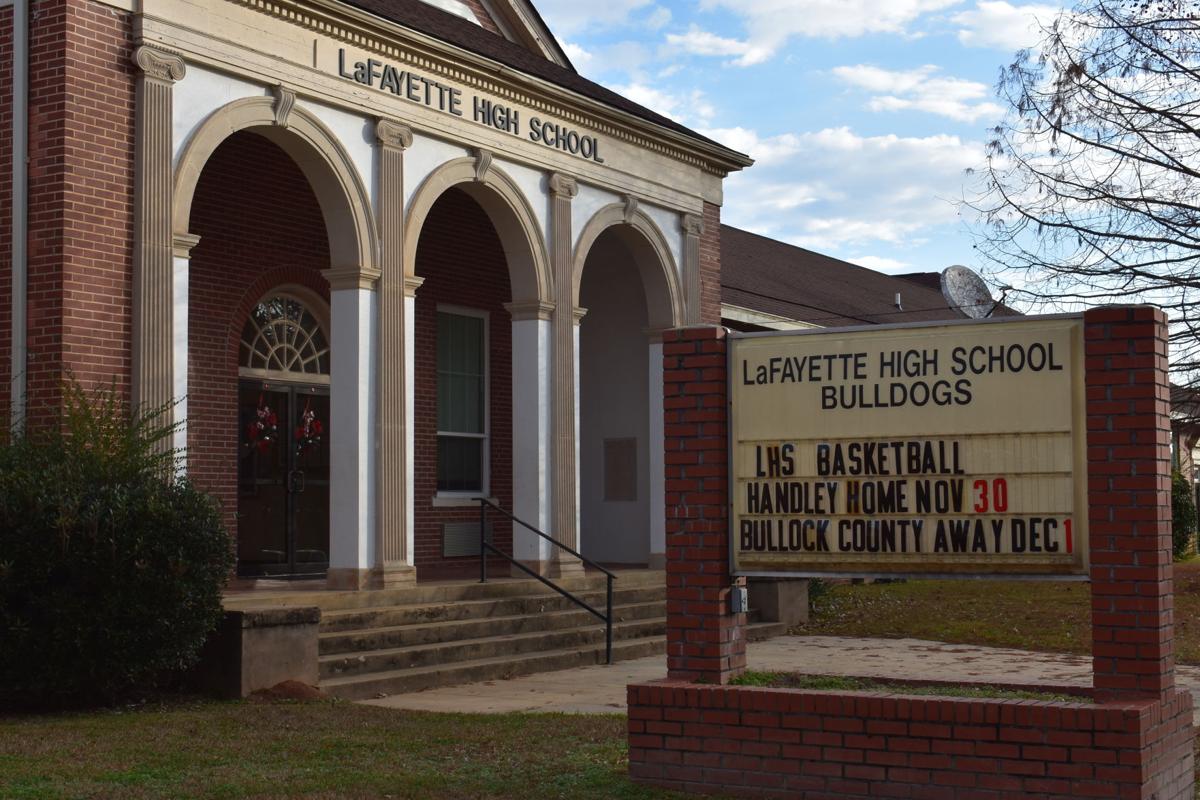 LaFAYETTE HIGH SCHOOL
LaFAYETTE HIGH SCHOOL
BULLDOGS
LHS BASKETBALL
HANDLEY HOME NOV 30
BULLOCK COUNTY AWAY DEC 1